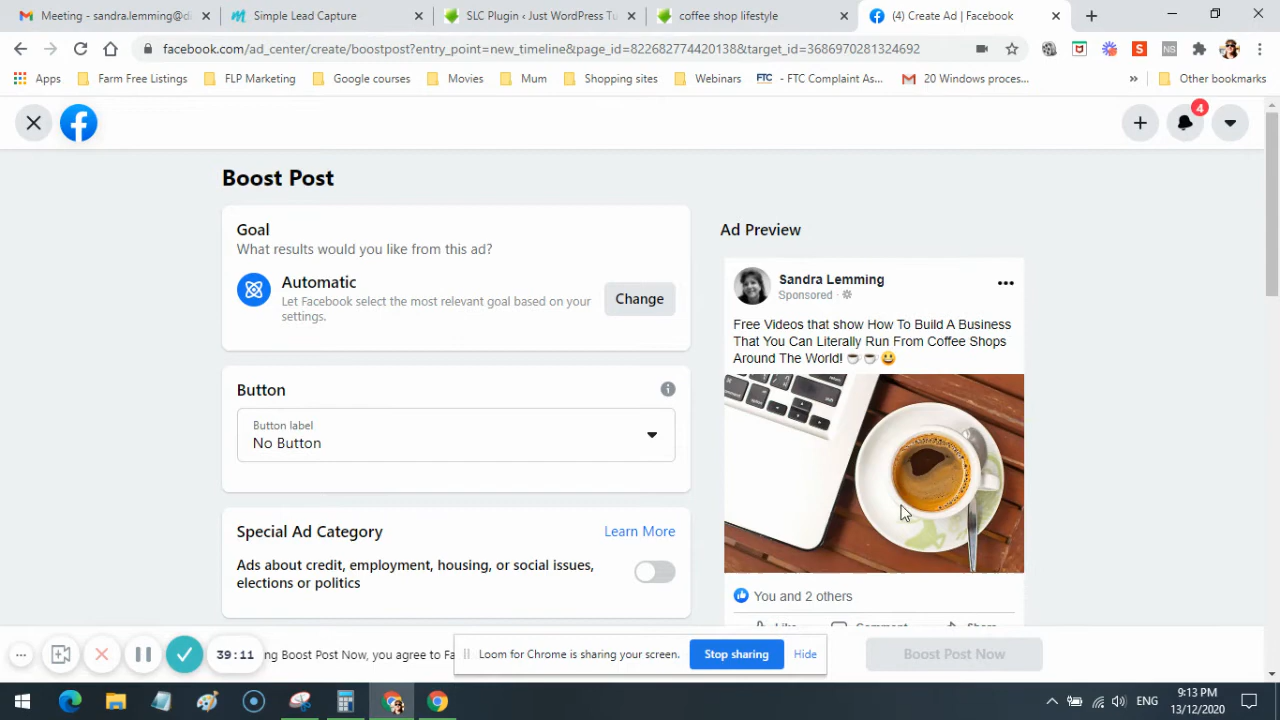 Meeting - sandra.lemming@d
Simple Lead Capture
SLC Plugin ‹ Just WordPress Tu
coffee shop lifestyle
(4) Create Ad | Facebook
facebook.com/ad_center/create/boostpost?entry_point=new_timeline&page_id=822682774420138&target_id=3686970281324692
Apps
Farm Free Listings
FLP Marketing
Google courses
Movies
Mum
Shopping sites
Webinars
FTC - FTC Complaint As...
20 Windows proces...
»
Other bookmarks
4
Boost Post
Goal
What results would you like from this ad?
Automatic
Let Facebook select the most relevant goal based on your
settings.
Change
Button
Button label
No Button
Special Ad Category
Learn More
Ads about credit, employment, housing, or social issues,
elections or politics
Ad Preview
Sandra Lemming
Sponsored ·
Free Videos that show How To Build A Business
That You Can Literally Run From Coffee Shops
Around The World! ☕☕😀
You and 2 others
Like
Comment
Share
39:11
ng Boost Post Now, you agree to Fa
Loom for Chrome is sharing your screen.
Stop sharing
Hide
Boost Post Now
ENG
9:13 PM
13/12/2020